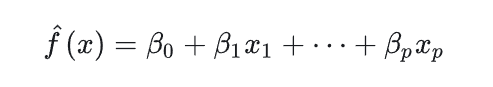 f̂ (x) = β₀ + β₁x₁ + ⋯ + βₚxₚ